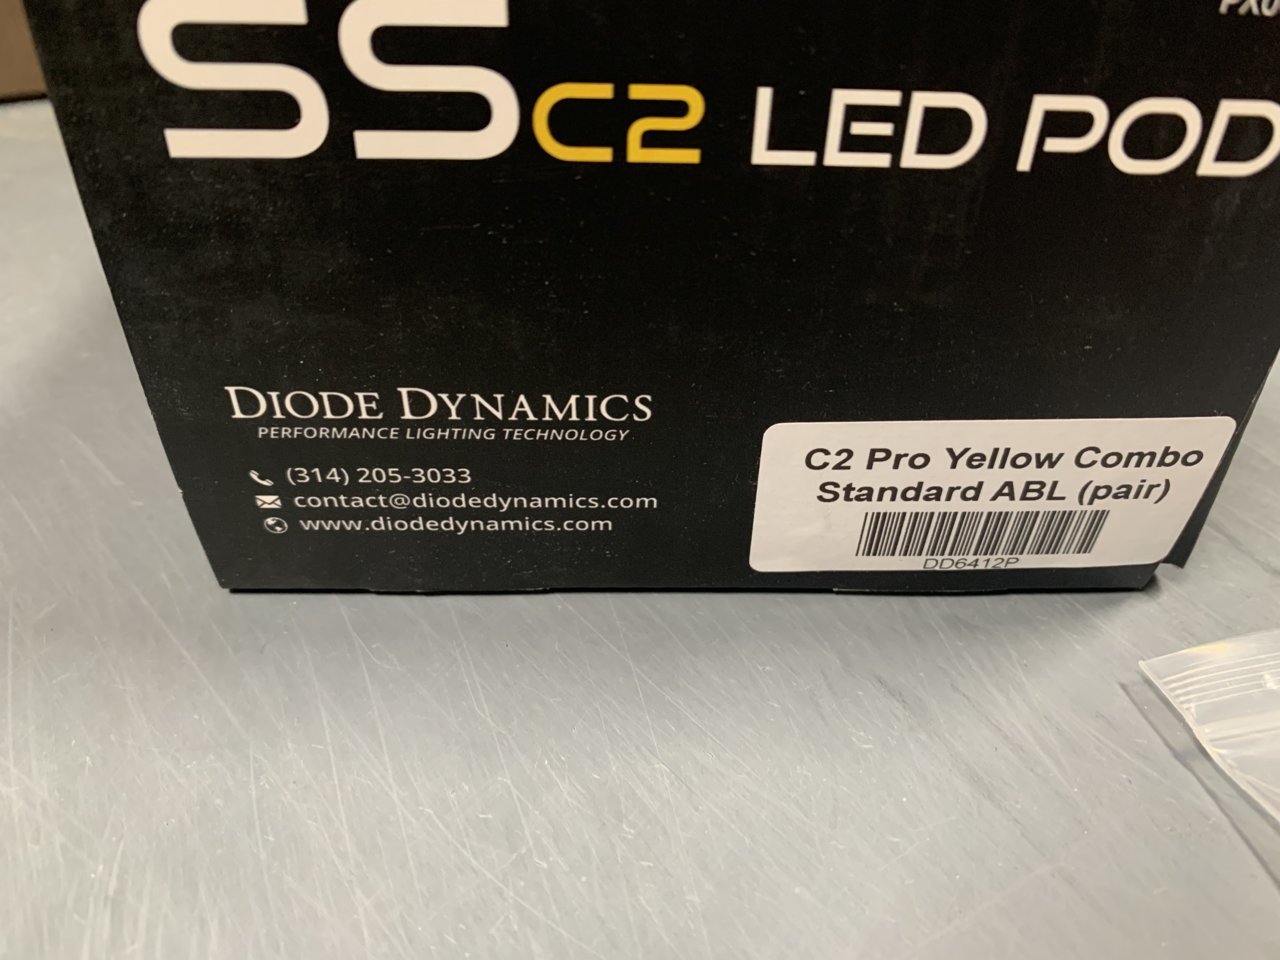 SSC2 LED POD
DIODE DYNAMICS
PERFORMANCE LIGHTING TECHNOLOGY
(314) 205-3033
contact@diodedynamics.com
www.diodedynamics.com
C2 Pro Yellow Combo
Standard ABL (pair)
DD6412P